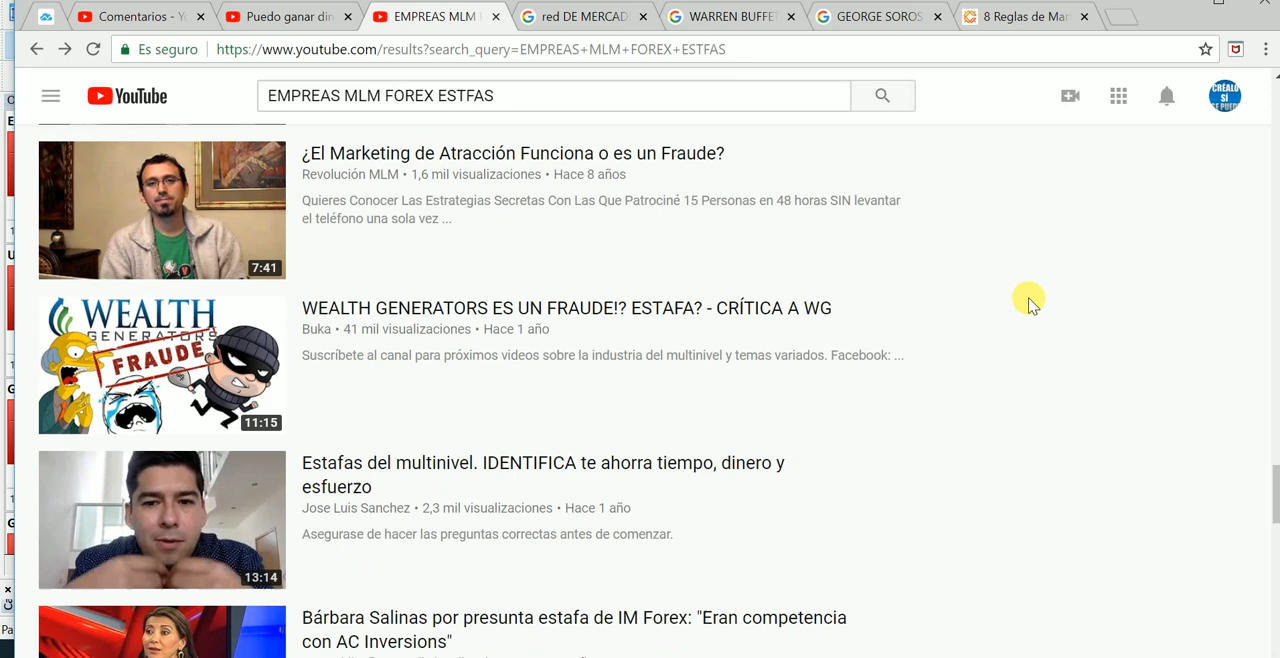 Comentarios - Y
Puedo ganar din
EMPREAS MLM
red DE MERCAD
WARREN BUFFE
GEORGE SOROS
8 Reglas de Mar
Es seguro
https://www.youtube.com/results?search_query=EMPREAS+MLM+FOREX+ESTFAS
YouTube
EMPREAS MLM FOREX ESTFAS
CRÉALO
SÍ
SE PUEDE
7:41
¿El Marketing de Atracción Funciona o es un Fraude?
Revolución MLM • 1,6 mil visualizaciones • Hace 8 años
Quieres Conocer Las Estrategias Secretas Con Las Que Patrociné 15 Personas en 48 horas SIN levantar
el teléfono una sola vez ...
WEALTH
GENERATORS
FRAUDE
11:15
WEALTH GENERATORS ES UN FRAUDE!? ESTAFA? - CRÍTICA A WG
Buka • 41 mil visualizaciones • Hace 1 año
Suscríbete al canal para próximos videos sobre la industria del multinivel y temas variados. Facebook: ...
13:14
Estafas del multinivel. IDENTIFICA te ahorra tiempo, dinero y
esfuerzo
Jose Luis Sanchez • 2,3 mil visualizaciones • Hace 1 año
Asegurase de hacer las preguntas correctas antes de comenzar.
Bárbara Salinas por presunta estafa de IM Forex: "Eran competencia
con AC Inversions"